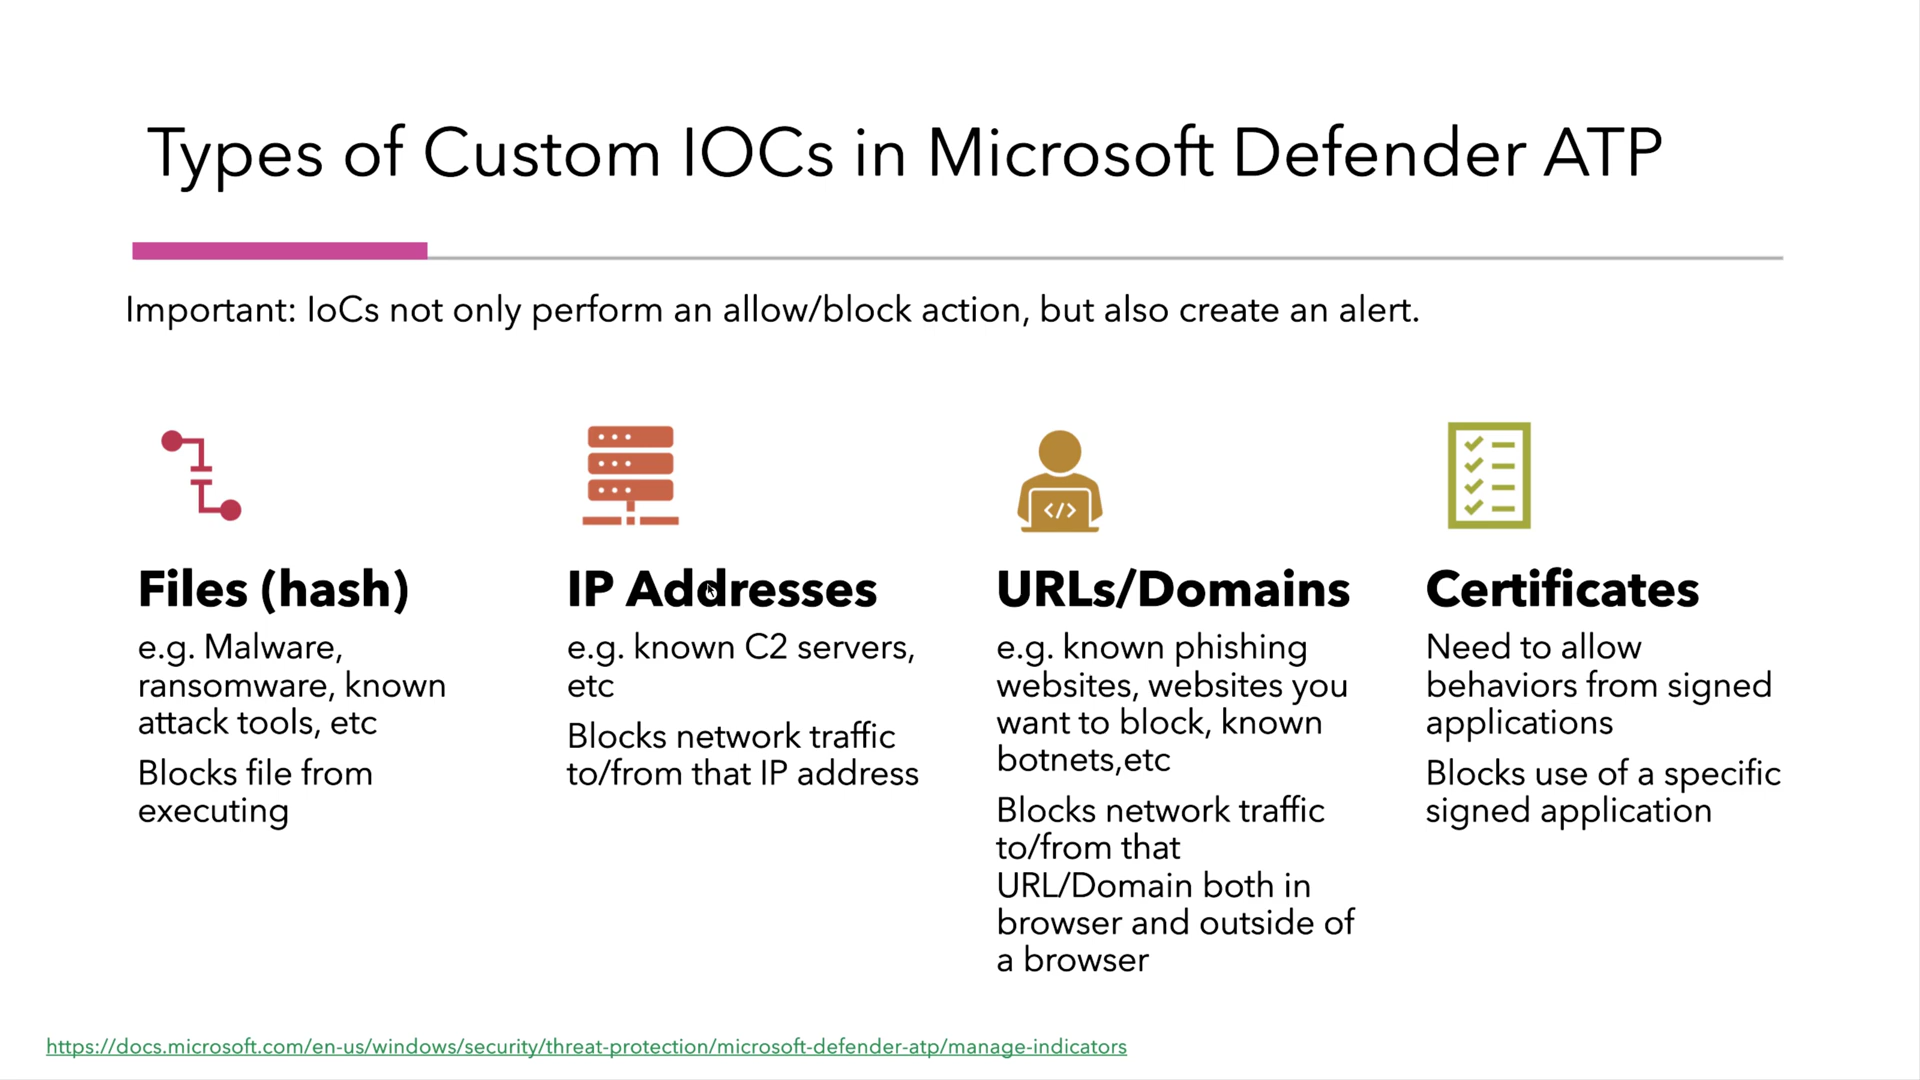 Types of Custom IOCs in Microsoft Defender ATP
Important: IoCs not only perform an allow/block action, but also create an alert.
Files (hash)
e.g. Malware,
ransomware, known
attack tools, etc
Blocks file from
executing
IP Addresses
e.g. known C2 servers,
etc
Blocks network traffic
to/from that IP address
</>
URLs/Domains
e.g. known phishing
websites, websites you
want to block, known
botnets,etc
Blocks network traffic
to/from that
URL/Domain both in
browser and outside of
a browser
Certificates
Need to allow
behaviors from signed
applications
Blocks use of a specific
signed application
https://docs.microsoft.com/en-us/windows/security/threat-protection/microsoft-defender-atp/manage-indicators